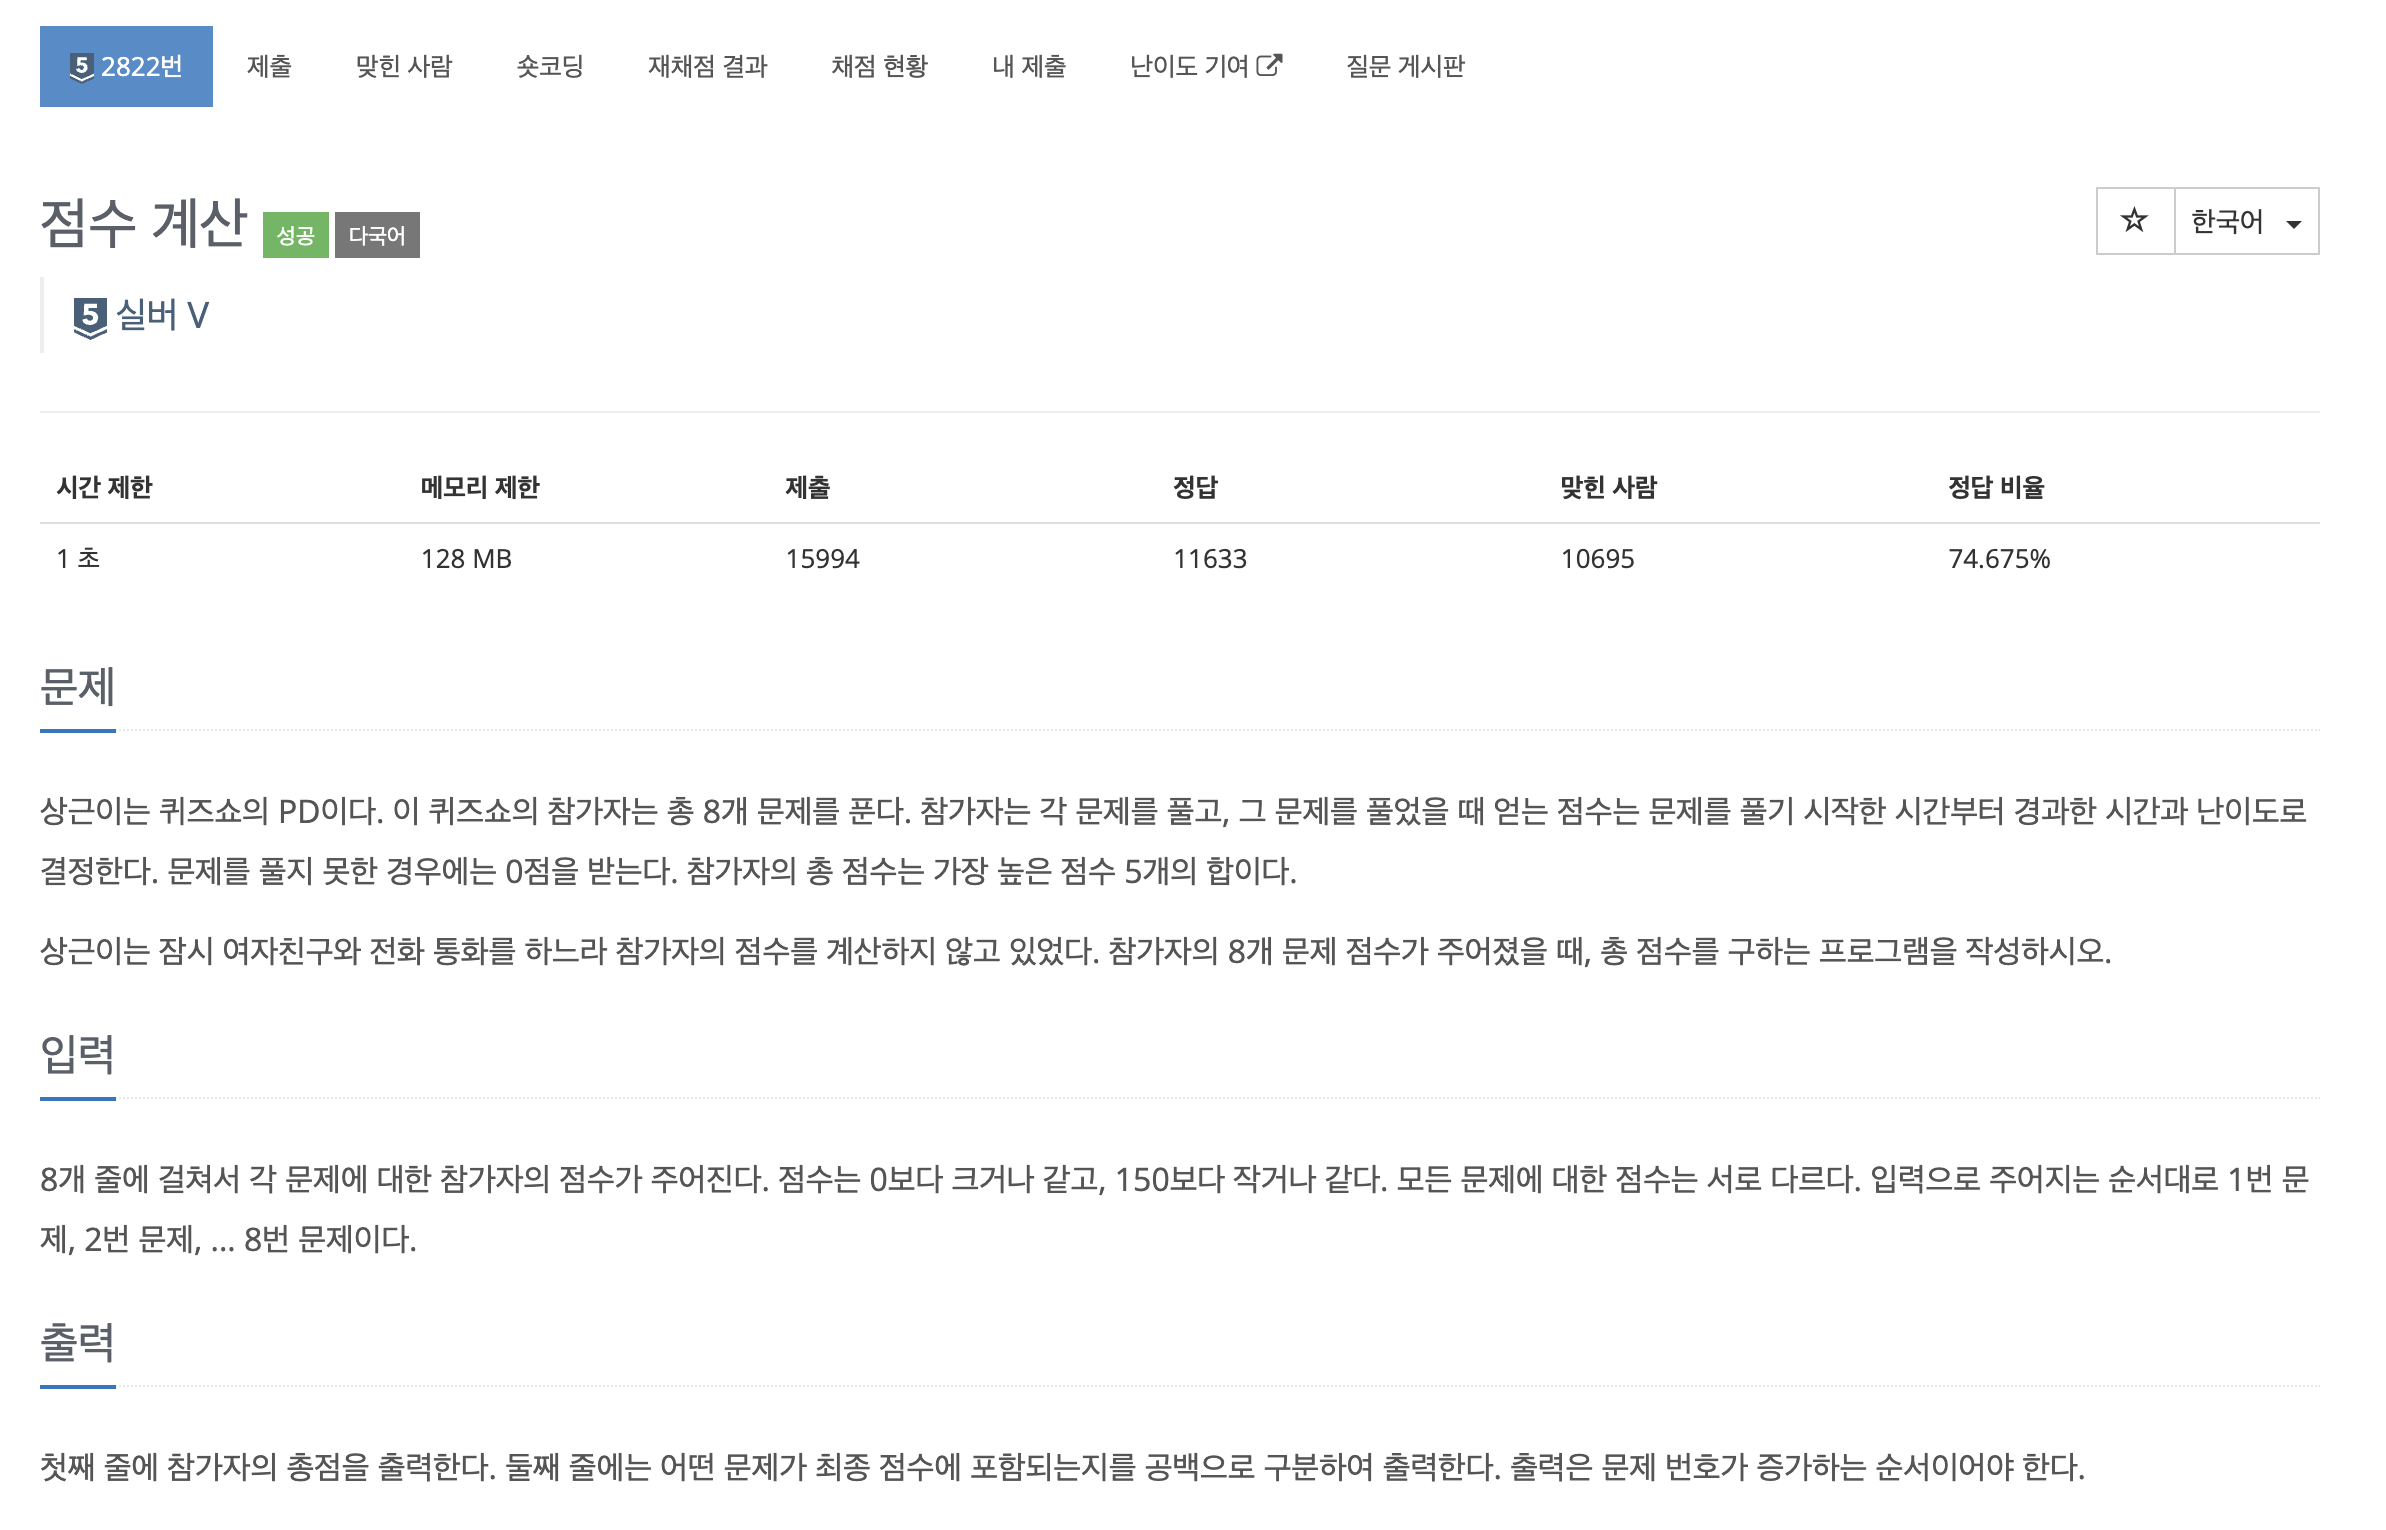 5 2822번 제출 맞힌 사람 숏코딩 재채점 결과 채점 현황 내 제출 난이도 기여 질문 게시판
점수 계산 성공 다국어 ☆ 한국어
5 실버 V
시간 제한 메모리 제한 제출 정답 맞힌 사람 정답 비율
1 초 128 MB 15994 11633 10695 74.675%
문제
상근이는 퀴즈쇼의 PD이다. 이 퀴즈쇼의 참가자는 총 8개 문제를 푼다. 참가자는 각 문제를 풀고, 그 문제를 풀었을 때 얻는 점수는 문제를 풀기 시작한 시간부터 경과한 시간과 난이도로
결정한다. 문제를 풀지 못한 경우에는 0점을 받는다. 참가자의 총 점수는 가장 높은 점수 5개의 합이다.
상근이는 잠시 여자친구와 전화 통화를 하느라 참가자의 점수를 계산하지 않고 있었다. 참가자의 8개 문제 점수가 주어졌을 때, 총 점수를 구하는 프로그램을 작성하시오.
입력
8개 줄에 걸쳐서 각 문제에 대한 참가자의 점수가 주어진다. 점수는 0보다 크거나 같고, 150보다 작거나 같다. 모든 문제에 대한 점수는 서로 다르다. 입력으로 주어지는 순서대로 1번 문
제, 2번 문제, ... 8번 문제이다.
출력
첫째 줄에 참가자의 총점을 출력한다. 둘째 줄에는 어떤 문제가 최종 점수에 포함되는지를 공백으로 구분하여 출력한다. 출력은 문제 번호가 증가하는 순서이어야 한다.